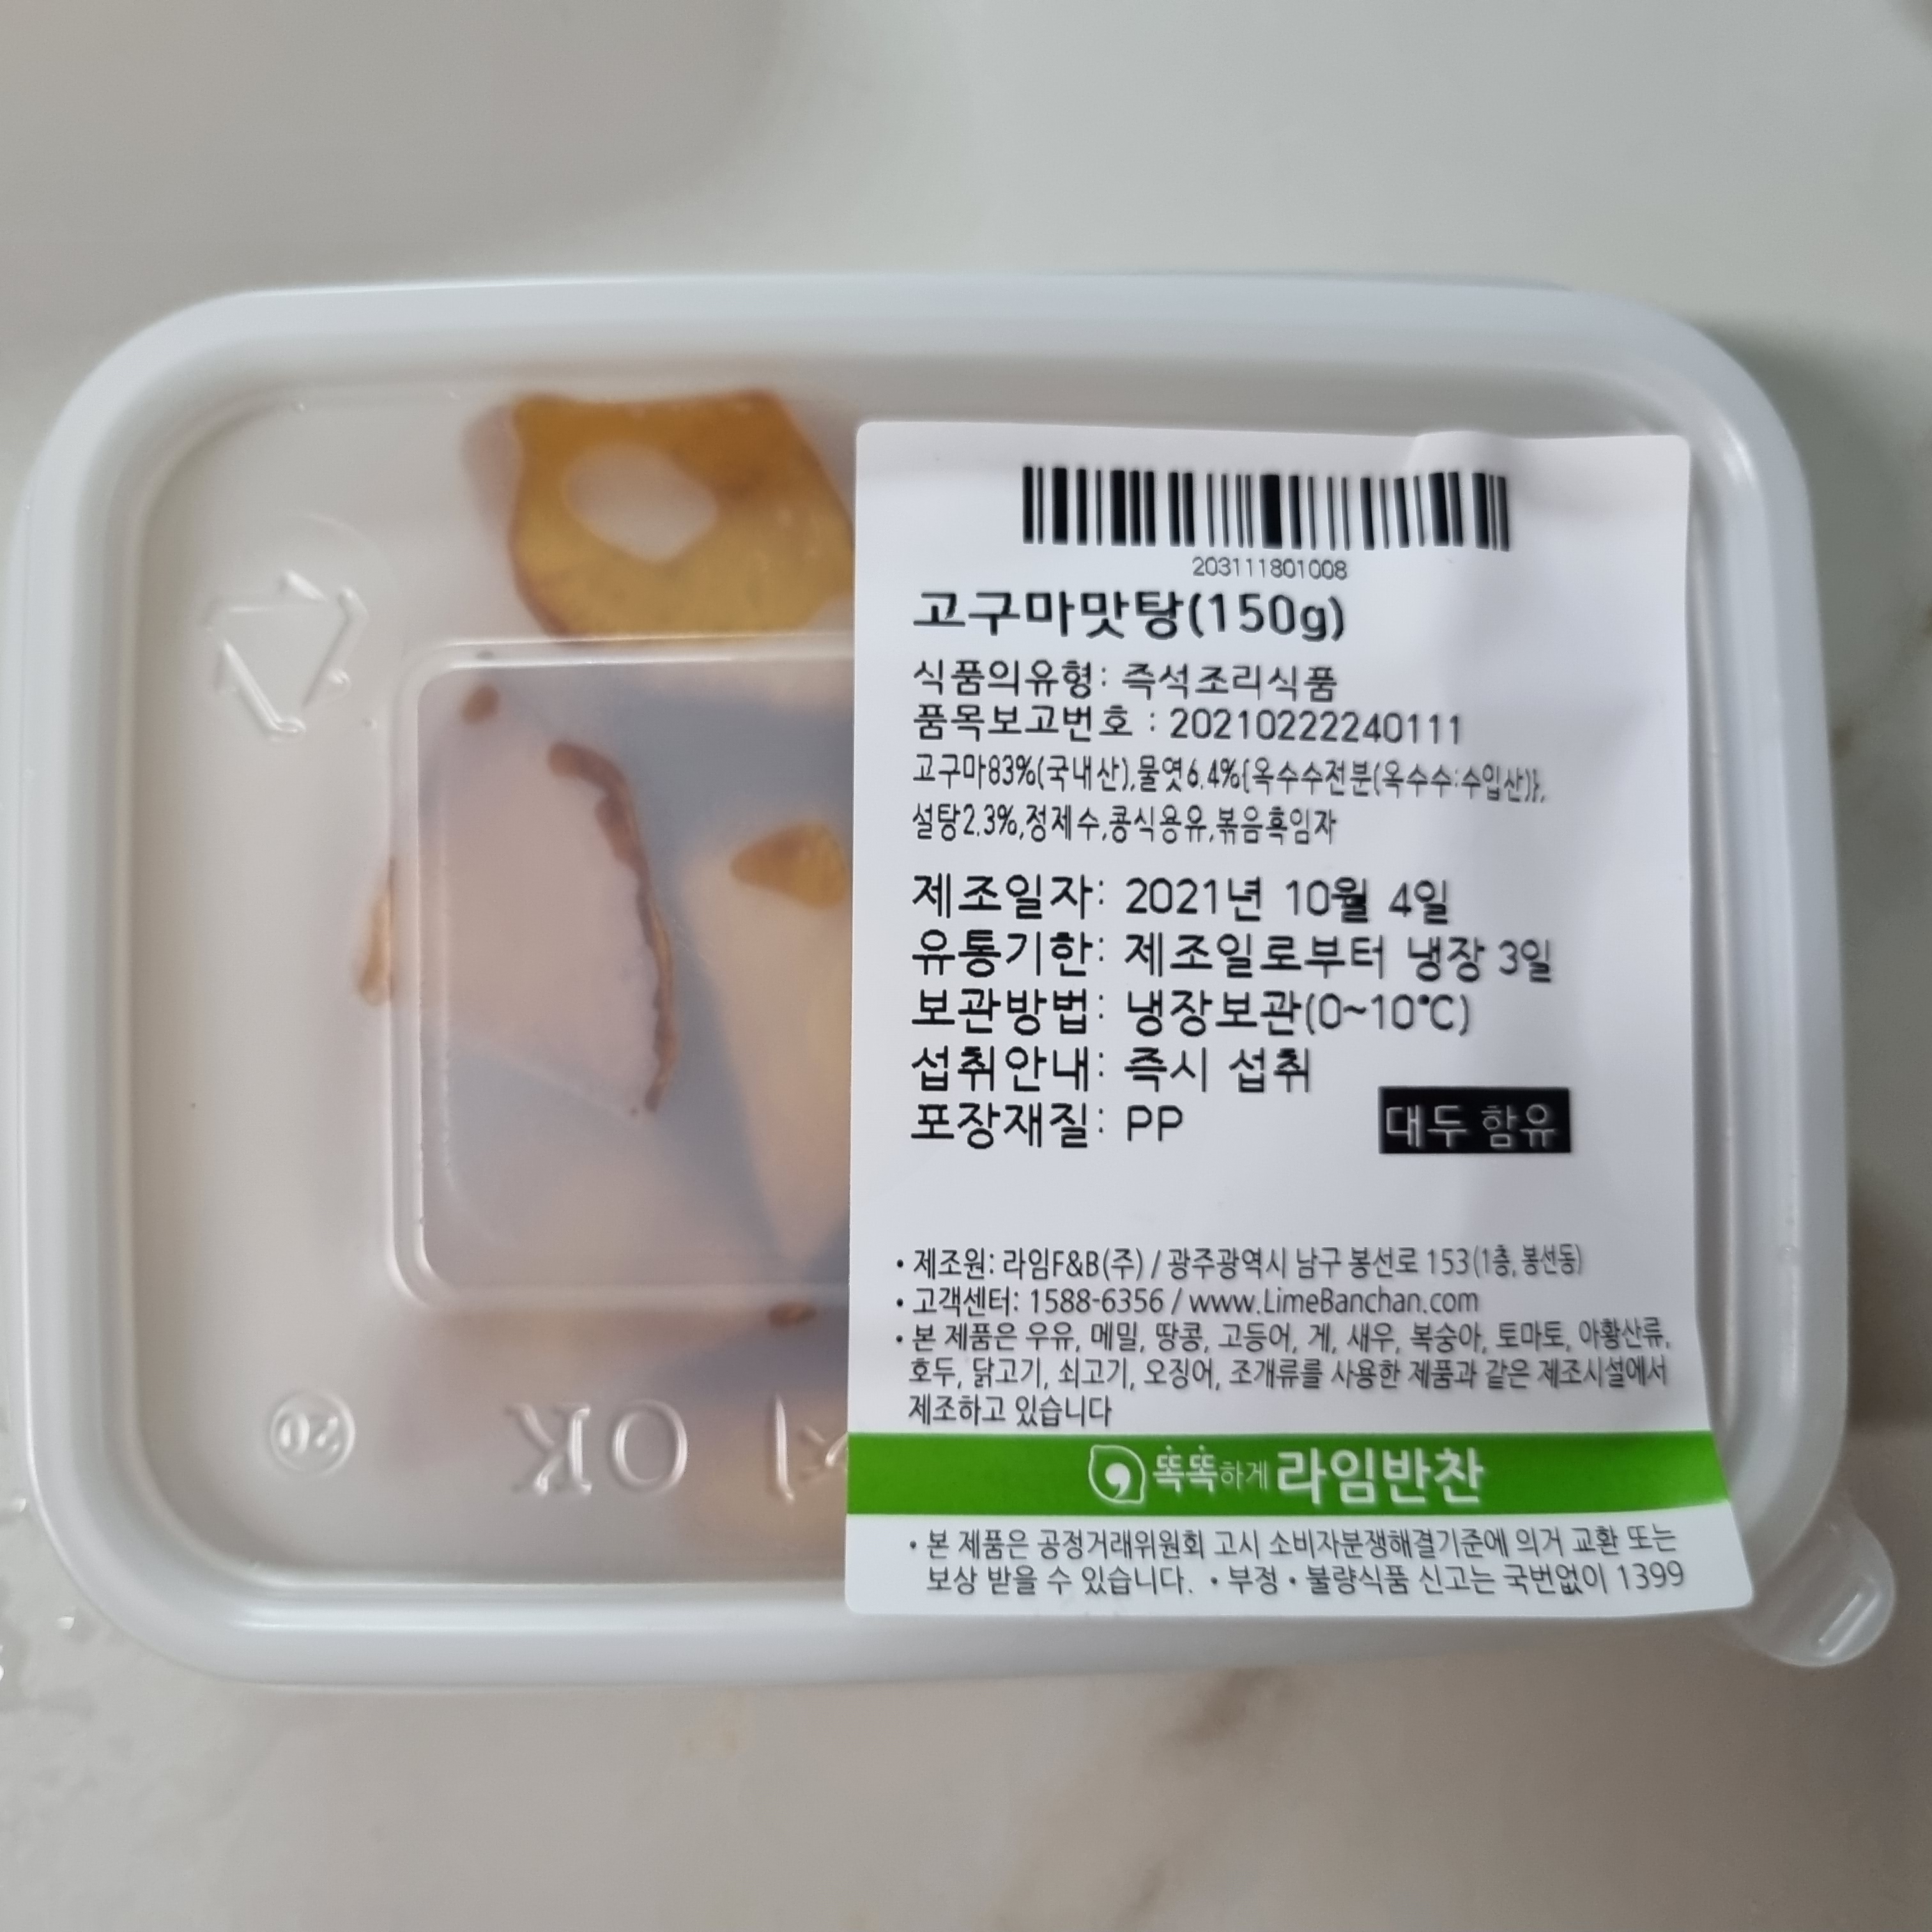 203111801008
고구마맛탕(150g)
식품의유형: 즉석조리식품
품목보고번호 : 20210222240111
고구마83%(국내산),물엿6.4%{옥수수전분(옥수수:수입산)},
설탕2.3%,정제수,콩식용유,볶음흑임자
제조일자: 2021년 10월 4일
유통기한: 제조일로부터 냉장 3일
보관방법: 냉장보관(0~10℃)
섭취안내: 즉시 섭취
포장재질: PP
대두 함유
• 제조원: 라임F&B(주) / 광주광역시 남구 봉선로 153(1층, 봉선동)
• 고객센터: 1588-6356 / www.LimeBanchan.com
• 본 제품은 우유, 메밀, 땅콩, 고등어, 게, 새우, 복숭아, 토마토, 아황산류,
호두, 닭고기, 쇠고기, 오징어, 조개류를 사용한 제품과 같은 제조시설에서
제조하고 있습니다
OK
똑똑하게 라임반찬
• 본 제품은 공정거래위원회 고시 소비자분쟁해결기준에 의거 교환 또는
보상 받을 수 있습니다. • 부정 • 불량식품 신고는 국번없이 1399